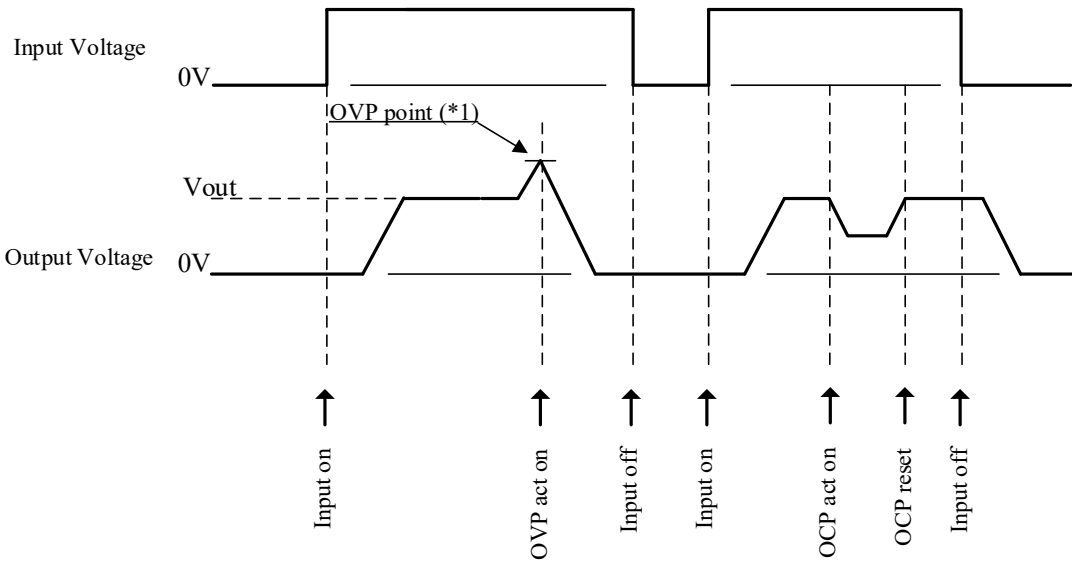 Input Voltage
0V
OVP point (*1)
Vout
Output Voltage
0V
Input on
OVP act on
Input off
Input on
OCP act on
OCP reset
Input off